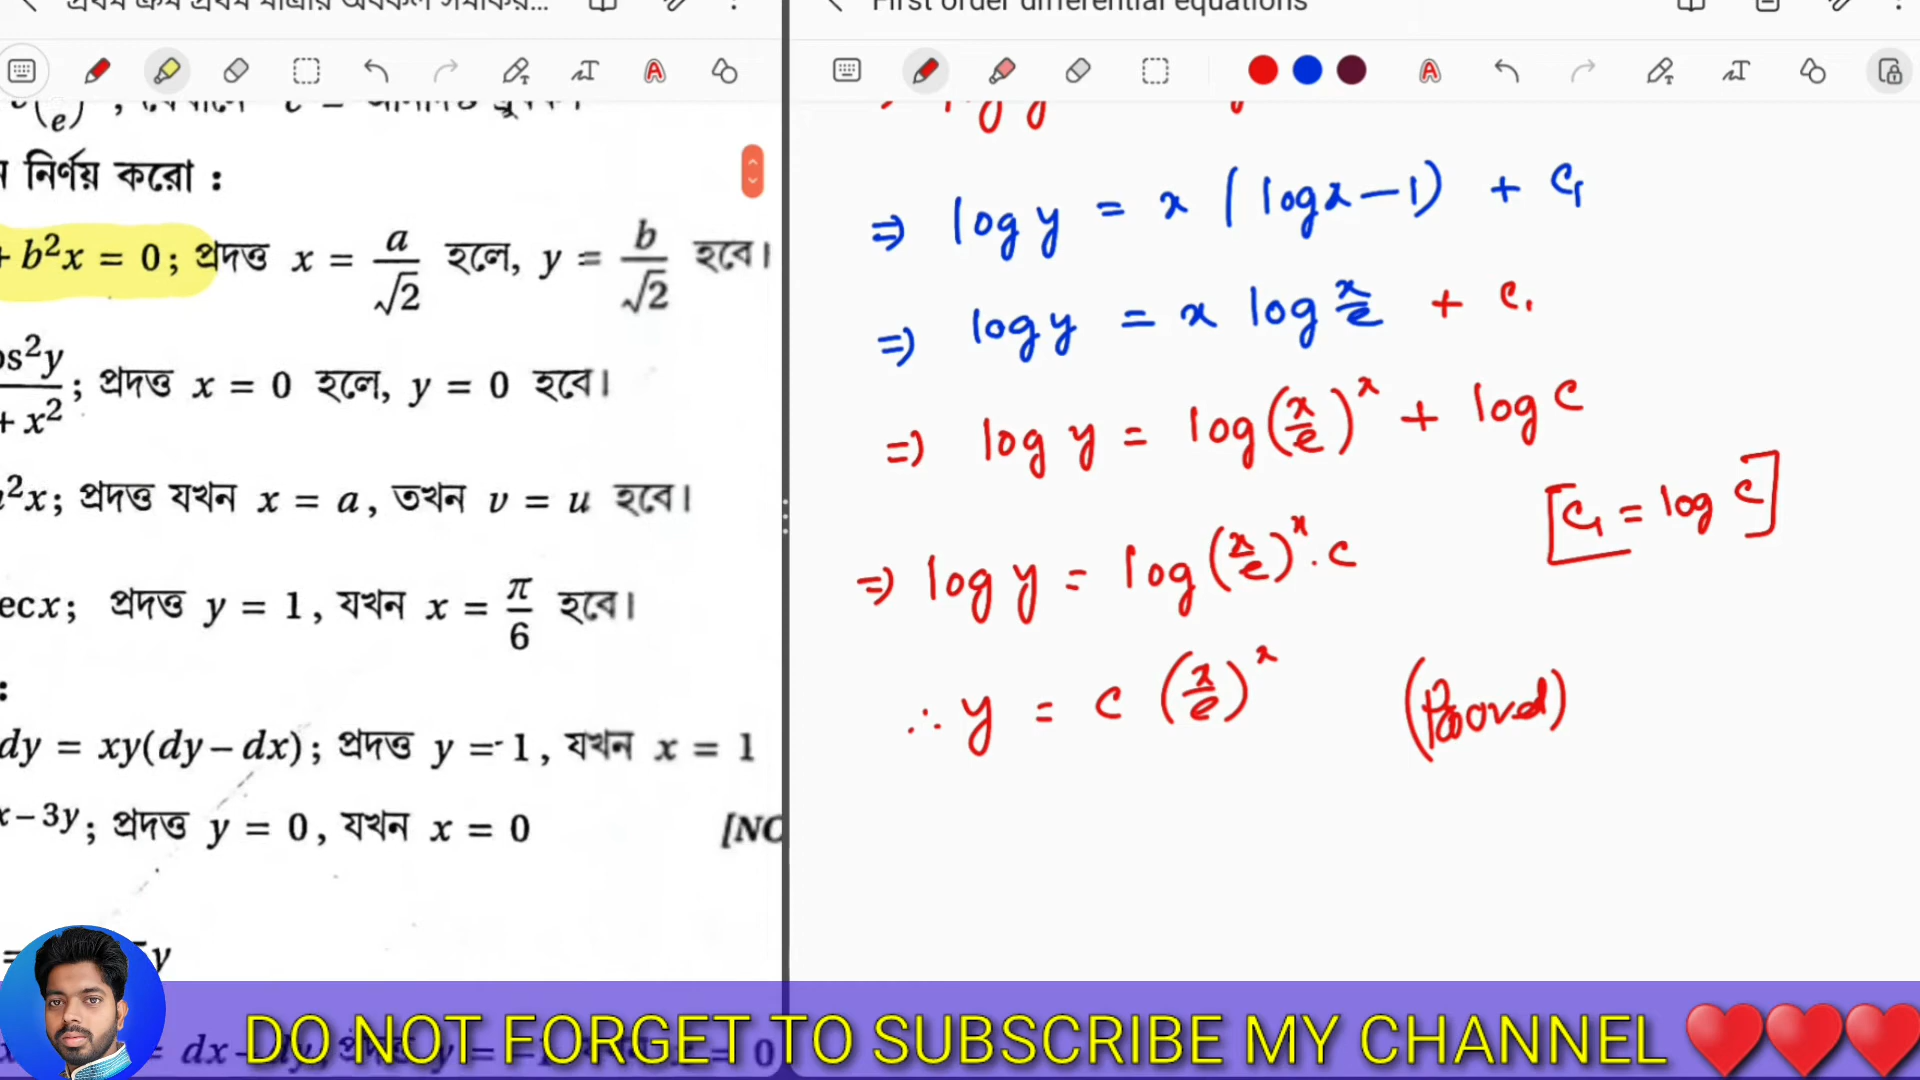 First order differential equations
নির্ণয় করো :
+ b²x = 0; প্রদত্ত x = a/√2 হলে, y = b/√2 হবে।
os²y/+ x²; প্রদত্ত x = 0 হলে, y = 0 হবে।
²x; প্রদত্ত যখন x = a, তখন v = u হবে।
ecx; প্রদত্ত y = 1, যখন x = π/6 হবে।
:
dy = xy(dy – dx); প্রদত্ত y = -1, যখন x = 1
x – 3y; প্রদত্ত y = 0, যখন x = 0 [NC
y
⇒ log y = x (log x – 1) + C₁
⇒ log y = x log x/e + C₁
⇒ log y = log (x/e)ˣ + log C
[C₁ = log C]
⇒ log y = log (x/e)ˣ . C
∴ y = C (x/e)ˣ (Proved)
DO NOT FORGET TO SUBSCRIBE MY CHANNEL